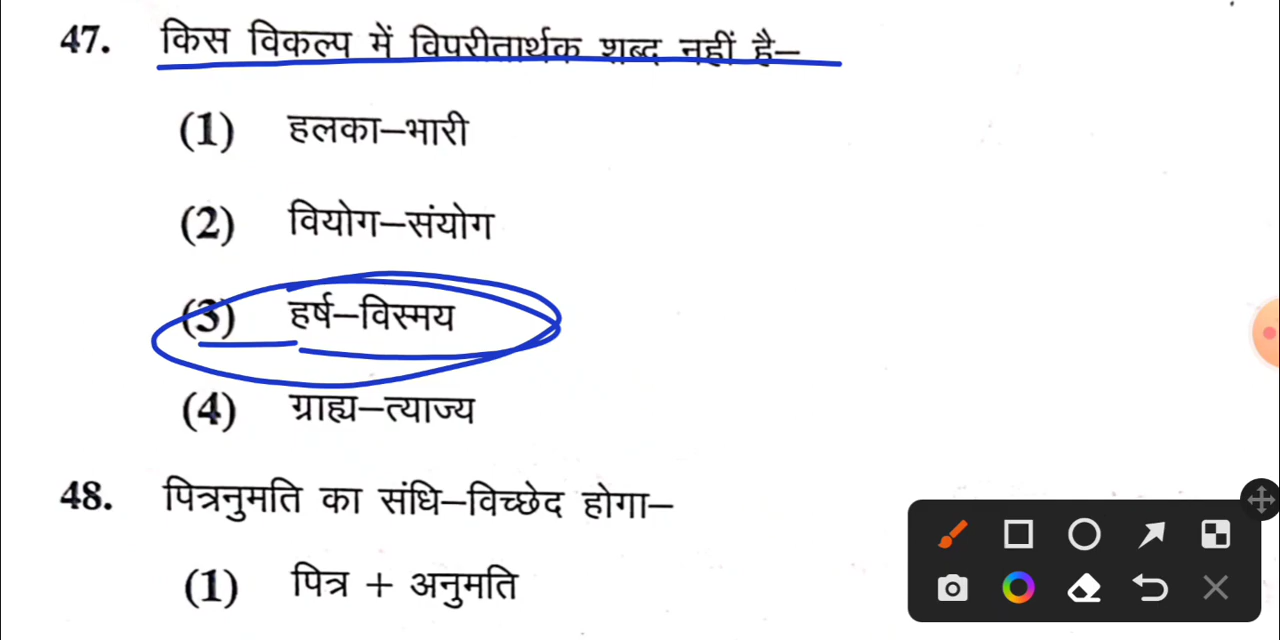 47. किस विकल्प में विपरीतार्थक शब्द नहीं है–
(1) हलका–भारी
(2) वियोग–संयोग
(3) हर्ष–विस्मय
(4) ग्राह्य–त्याज्य
48. पित्रनुमति का संधि–विच्छेद होगा–
(1) पित्र + अनुमति